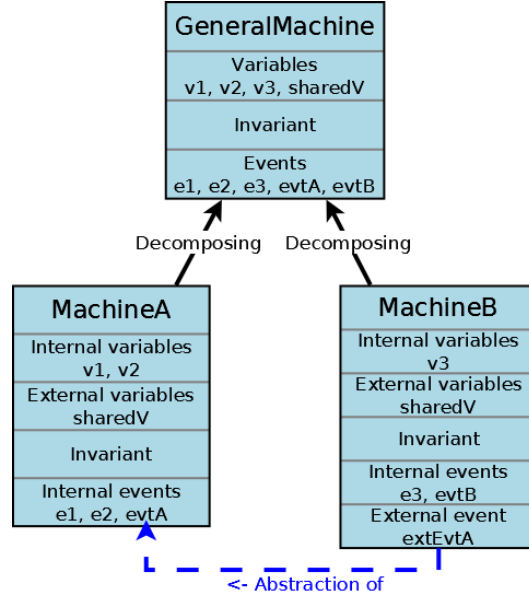 GeneralMachine
Variables
v1, v2, v3, sharedV
Invariant
Events
e1, e2, e3, evtA, evtB
Decomposing
Decomposing
MachineA
Internal variables
v1, v2
External variables
sharedV
Invariant
Internal events
e1, e2, evtA
MachineB
Internal variables
v3
External variables
sharedV
Invariant
Internal events
e3, evtB
External event
extEvtA
<- Abstraction of